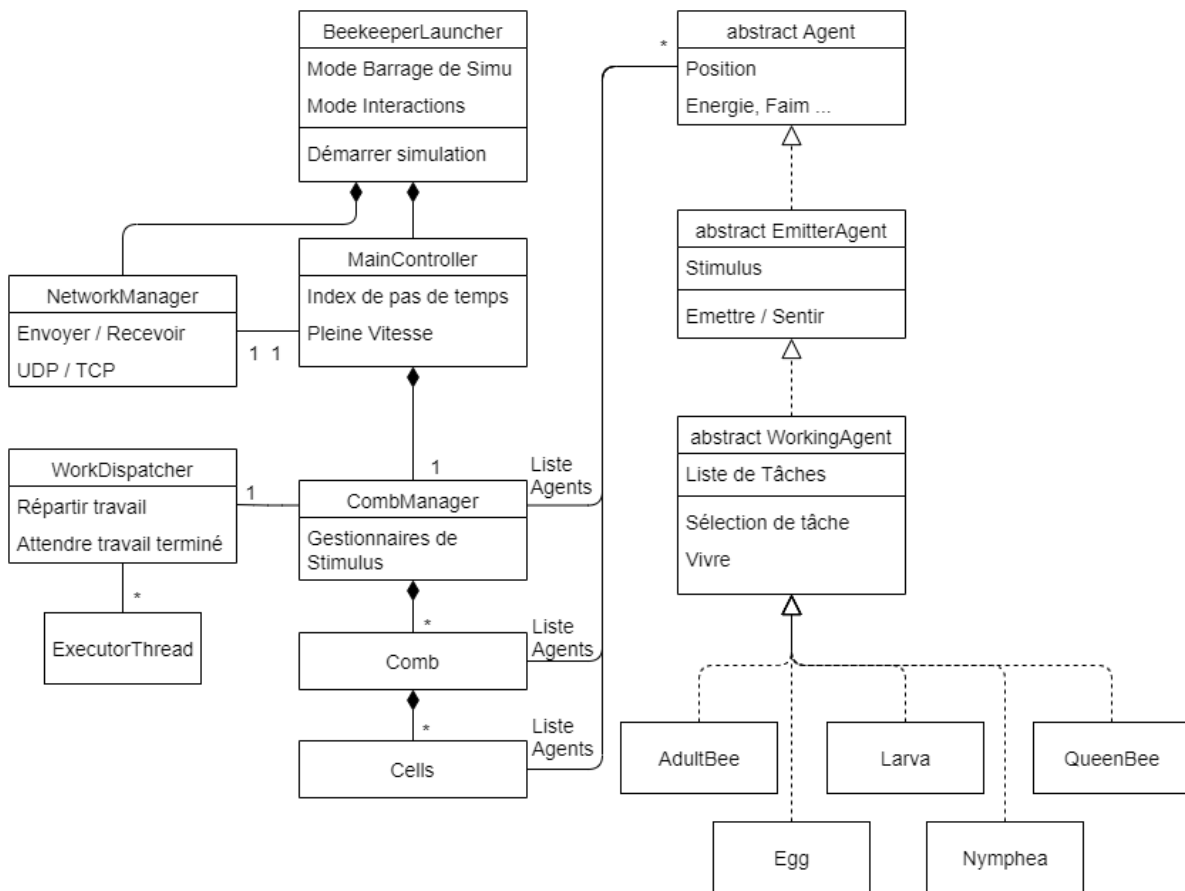 BeekeeperLauncher
Mode Barrage de Simu
Mode Interactions
Démarrer simulation
abstract Agent
Position
Energie, Faim ...
*
abstract EmitterAgent
Stimulus
Emettre / Sentir
MainController
Index de pas de temps
Pleine Vitesse
NetworkManager
Envoyer / Recevoir
UDP / TCP
1 1
abstract WorkingAgent
Liste de Tâches
Sélection de tâche
Vivre
WorkDispatcher
Répartir travail
Attendre travail terminé
1
1
CombManager
Gestionnaires de
Stimulus
Liste
Agents
*
ExecutorThread
*
Comb
Liste
Agents
*
Cells
Liste
Agents
AdultBee
Larva
QueenBee
Egg
Nymphea